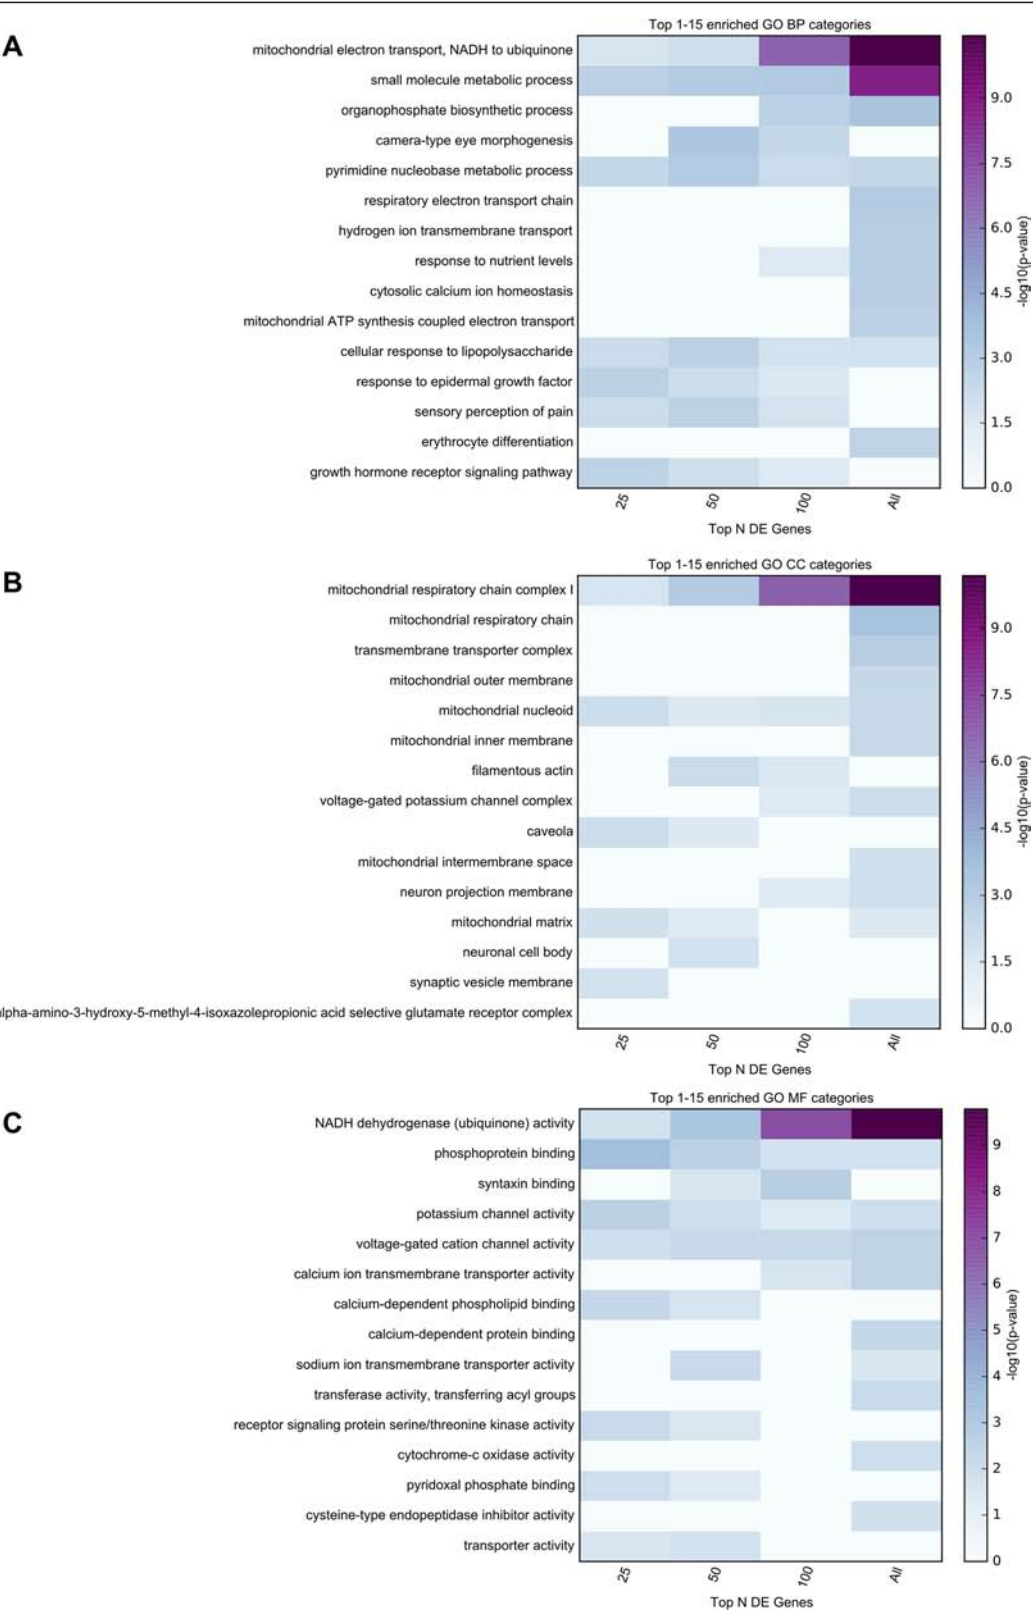 A
Top 1-15 enriched GO BP categories
mitochondrial electron transport, NADH to ubiquinone
small molecule metabolic process
organophosphate biosynthetic process
camera-type eye morphogenesis
pyrimidine nucleobase metabolic process
respiratory electron transport chain
hydrogen ion transmembrane transport
response to nutrient levels
cytosolic calcium ion homeostasis
mitochondrial ATP synthesis coupled electron transport
cellular response to lipopolysaccharide
response to epidermal growth factor
sensory perception of pain
erythrocyte differentiation
growth hormone receptor signaling pathway
25 50 100 All
Top N DE Genes
9.0
7.5
6.0
4.5
3.0
1.5
0.0
-log10(p-value)
B
Top 1-15 enriched GO CC categories
mitochondrial respiratory chain complex I
mitochondrial respiratory chain
transmembrane transporter complex
mitochondrial outer membrane
mitochondrial nucleoid
mitochondrial inner membrane
filamentous actin
voltage-gated potassium channel complex
caveola
mitochondrial intermembrane space
neuron projection membrane
mitochondrial matrix
neuronal cell body
synaptic vesicle membrane
lpha-amino-3-hydroxy-5-methyl-4-isoxazolepropionic acid selective glutamate receptor complex
25 50 100 All
Top N DE Genes
9.0
7.5
6.0
4.5
3.0
1.5
0.0
-log10(p-value)
C
Top 1-15 enriched GO MF categories
NADH dehydrogenase (ubiquinone) activity
phosphoprotein binding
syntaxin binding
potassium channel activity
voltage-gated cation channel activity
calcium ion transmembrane transporter activity
calcium-dependent phospholipid binding
calcium-dependent protein binding
sodium ion transmembrane transporter activity
transferase activity, transferring acyl groups
receptor signaling protein serine/threonine kinase activity
cytochrome-c oxidase activity
pyridoxal phosphate binding
cysteine-type endopeptidase inhibitor activity
transporter activity
25 50 100 All
Top N DE Genes
9
8
7
6
5
4
3
2
1
0
-log10(p-value)